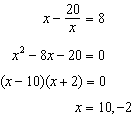 x − 20/x = 8
x² − 8x − 20 = 0
(x − 10)(x + 2) = 0
x = 10, −2